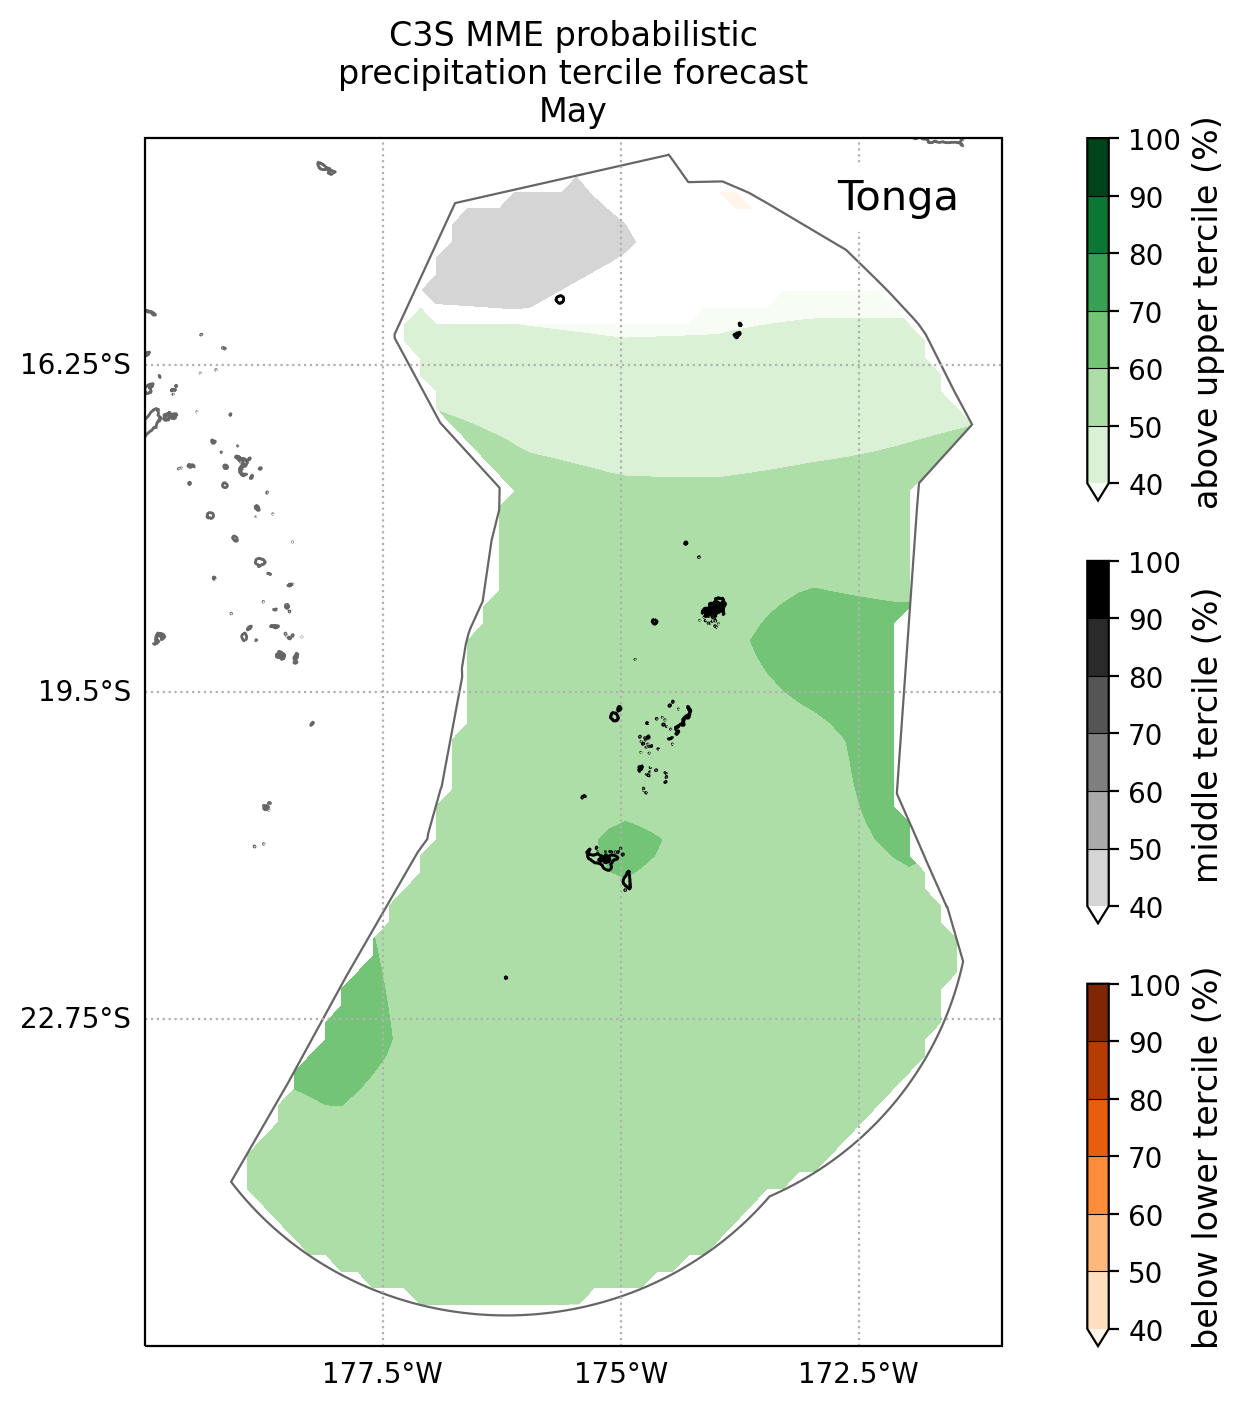 C3S MME probabilistic
precipitation tercile forecast
May
Tonga
16.25°S
19.5°S
22.75°S
177.5°W
175°W
172.5°W
100
90
80
70
60
50
40
above upper tercile (%)
100
90
80
70
60
50
40
middle tercile (%)
100
90
80
70
60
50
40
below lower tercile (%)